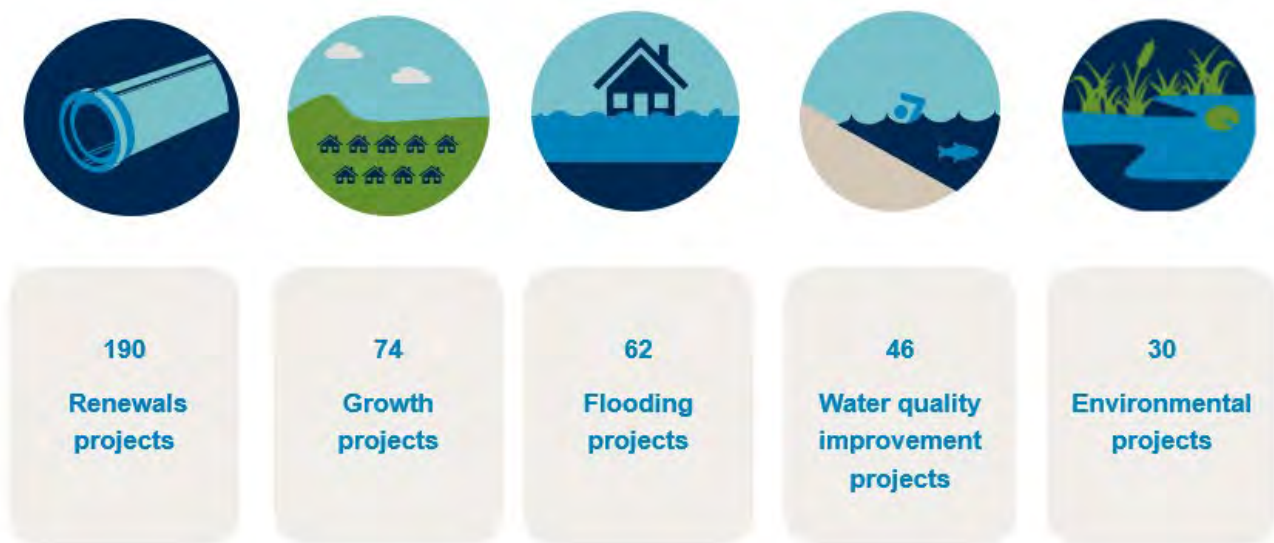 190
Renewals
projects
74
Growth
projects
62
Flooding
projects
46
Water quality
improvement
projects
30
Environmental
projects